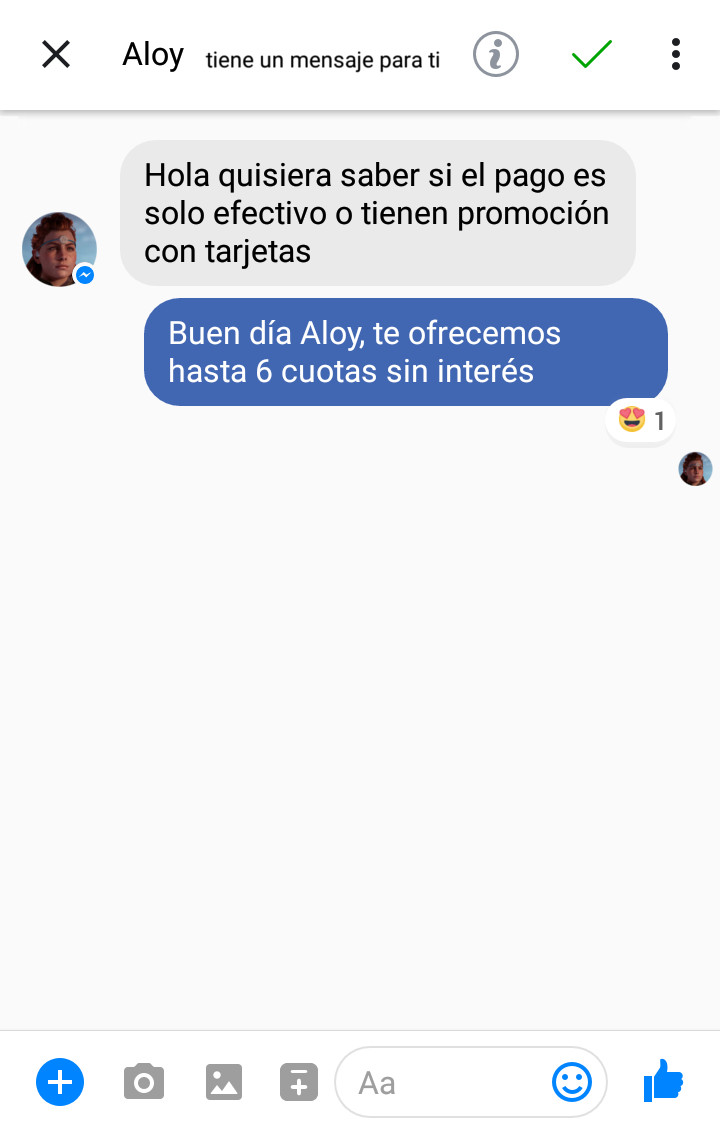 Aloy tiene un mensaje para ti
Hola quisiera saber si el pago es
solo efectivo o tienen promoción
con tarjetas
Buen día Aloy, te ofrecemos
hasta 6 cuotas sin interés
😍 1
Aa